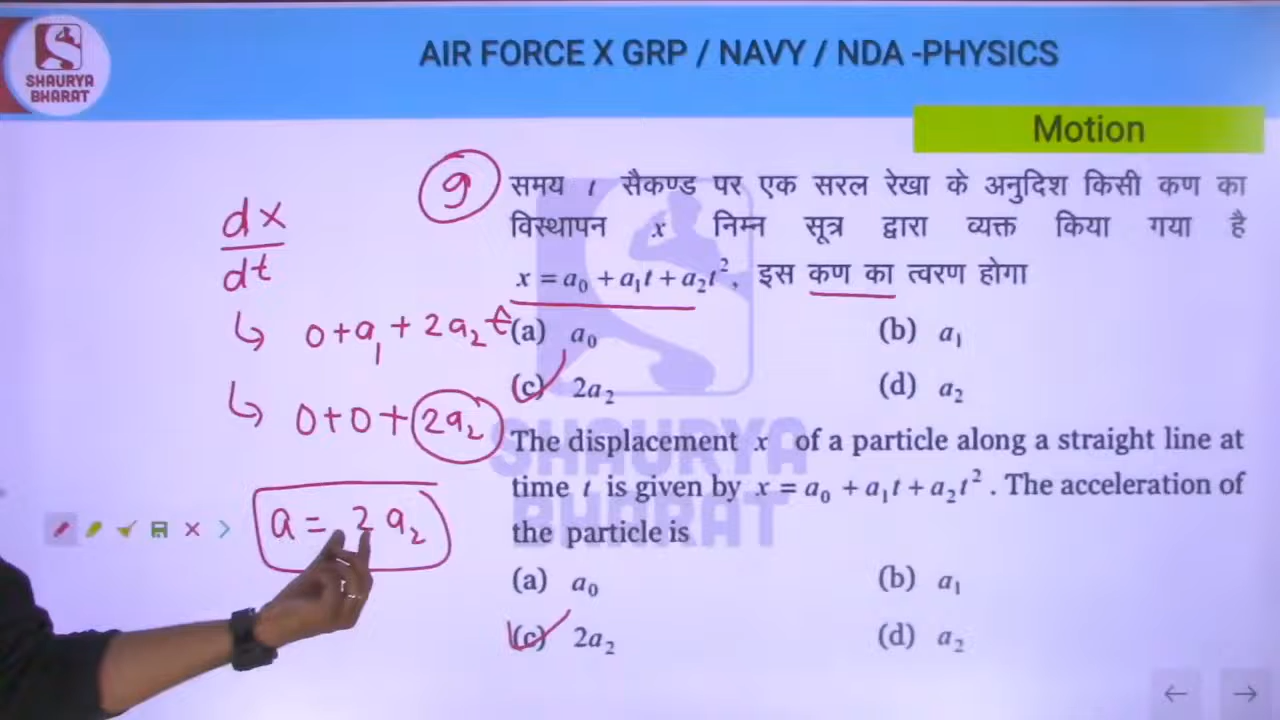 SHAURYA
BHARAT
AIR FORCE X GRP / NAVY / NDA -PHYSICS
Motion
9
समय t सैकण्ड पर एक सरल रेखा के अनुदिश किसी कण का
विस्थापन x निम्न सूत्र द्वारा व्यक्त किया गया है
x = a₀ + a₁t + a₂t², इस कण का त्वरण होगा
(a) a₀ (b) a₁
(c) 2a₂ (d) a₂
The displacement x of a particle along a straight line at
time t is given by x = a₀ + a₁t + a₂t². The acceleration of
the particle is
(a) a₀ (b) a₁
(c) 2a₂ (d) a₂
dx
dt
↳ 0+a₁+2a₂t
↳ 0+0+2a₂
a = 2a₂
SHAURYA
BHARAT